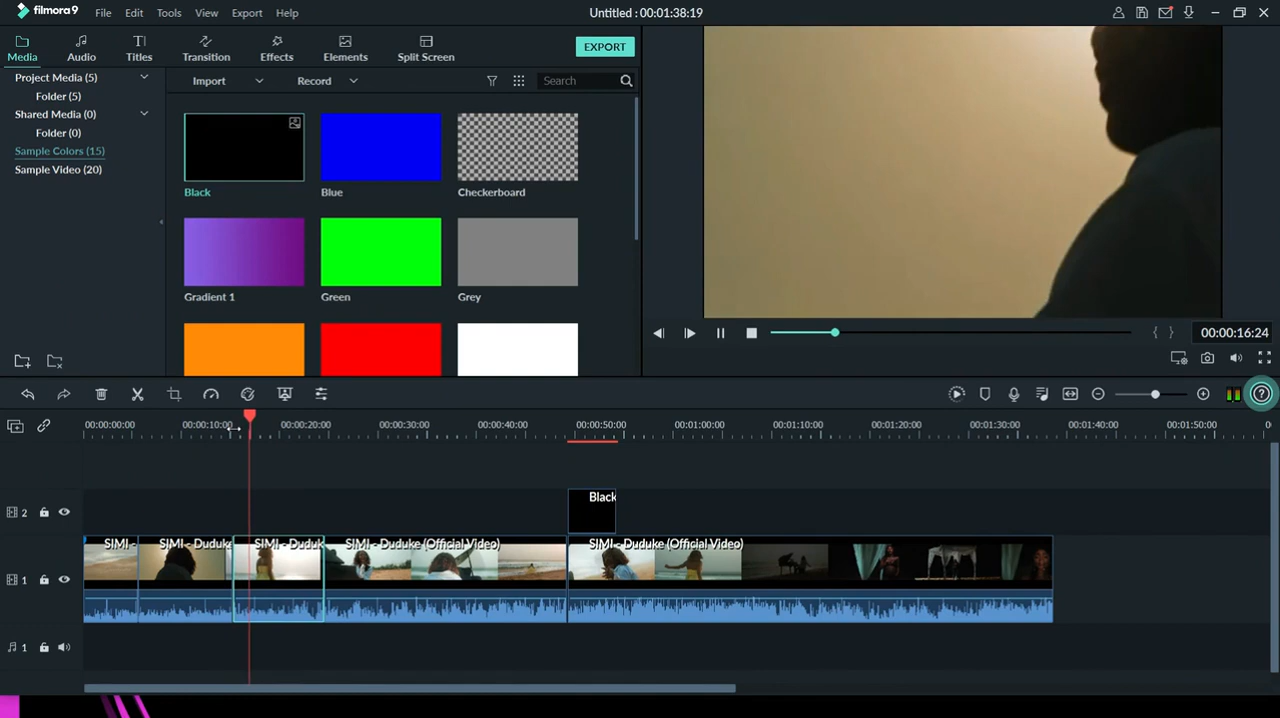 filmora 9 File Edit Tools View Export Help Untitled : 00:01:38:19
Media Audio Titles Transition Effects Elements Split Screen EXPORT
Project Media (5)
Folder (5)
Shared Media (0)
Folder (0)
Sample Colors (15)
Sample Video (20)
Import Record Search
Black Blue Checkerboard
Gradient 1 Green Grey
00:00:16:24
00:00:00:00 00:00:10:00 00:00:20:00 00:00:30:00 00:00:40:00 00:00:50:00 00:01:00:00 00:01:10:00 00:01:20:00 00:01:30:00 00:01:40:00 00:01:50:00 0
2 Black
SIMI - SIMI - Duduke SIMI - Duduk SIMI - Duduke (Official Video) SIMI - Duduke (Official Video)
1
1